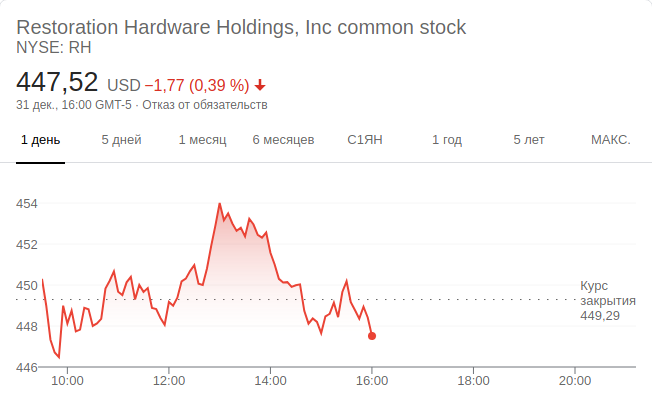 Restoration Hardware Holdings, Inc common stock
NYSE: RH
447,52 USD −1,77 (0,39 %)
31 дек., 16:00 GMT-5 · Отказ от обязательств
1 день 5 дней 1 месяц 6 месяцев С1ЯН 1 год 5 лет МАКС.
454
452
450
448
446
Курс
закрытия
449,29
10:00 12:00 14:00 16:00 18:00 20:00